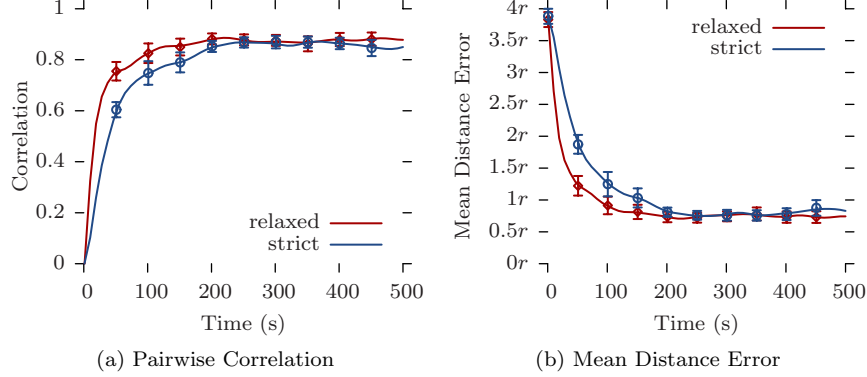 1
0.8
0.6
0.4
0.2
0
Correlation
relaxed
strict
0 100 200 300 400 500
Time (s)
(a) Pairwise Correlation
4r
3.5r
3r
2.5r
2r
1.5r
1r
0.5r
0r
Mean Distance Error
relaxed
strict
0 100 200 300 400 500
Time (s)
(b) Mean Distance Error